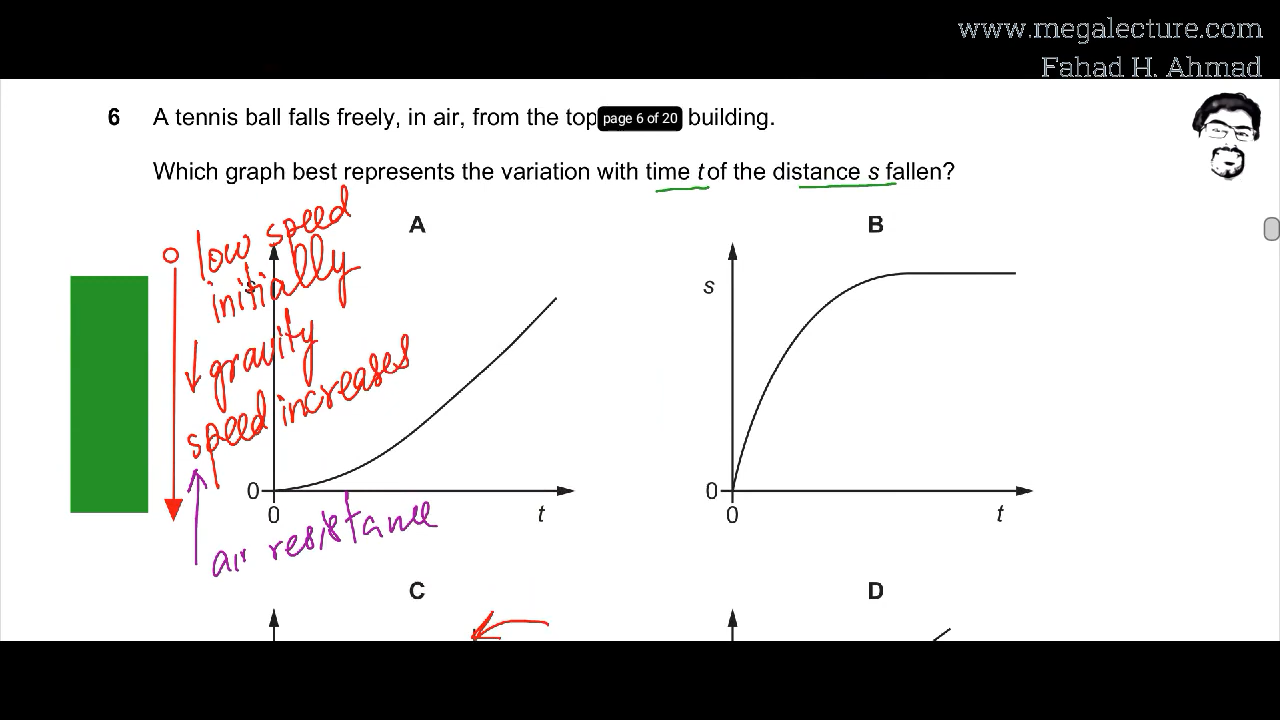 www.megalecture.com
Fahad H. Ahmad
6 A tennis ball falls freely, in air, from the top page 6 of 20 building.
Which graph best represents the variation with time t of the distance s fallen?
A
B
low speed
initially
s
s
gravity
speed increases
0
0
0
t
0
t
air resistance
C
D